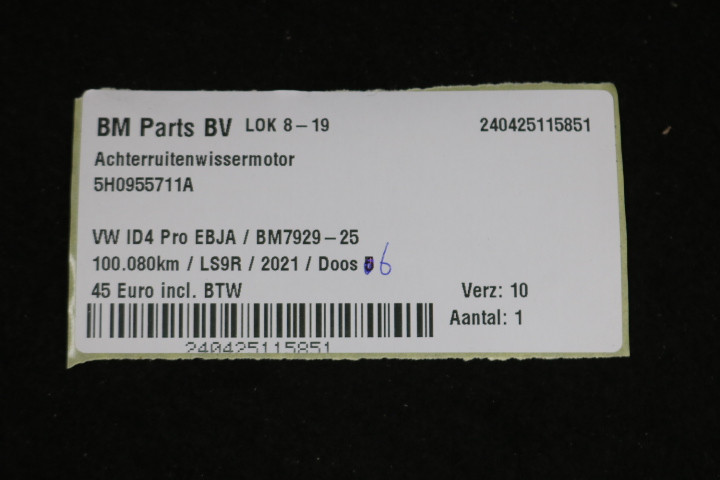 BM Parts BV LOK 8-19 240425115851
Achterruitenwissermotor
5H0955711A
VW ID4 Pro EBJA / BM7929-25
100.080km / LS9R / 2021 / Doos 6
45 Euro incl. BTW Verz: 10
Aantal: 1
240425115851